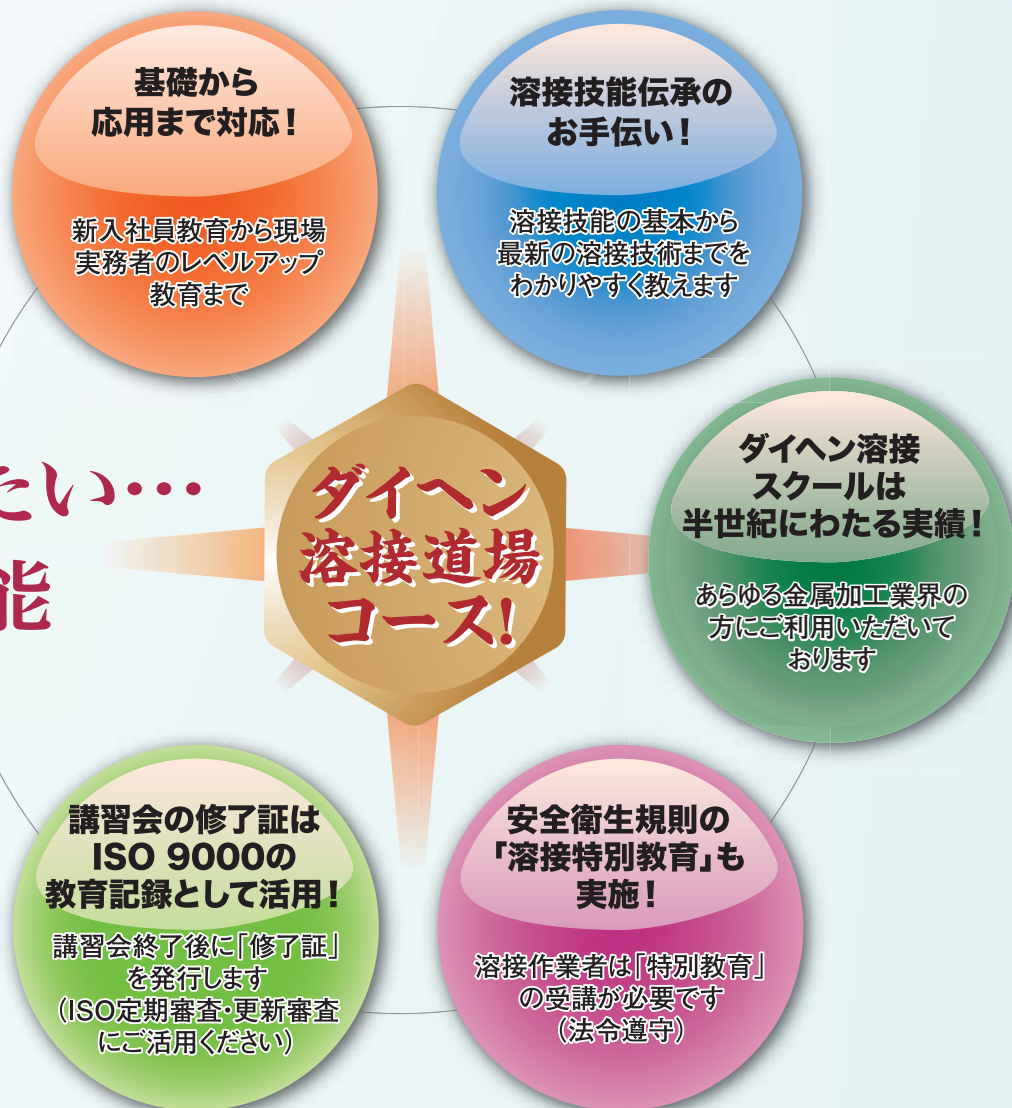 基礎から
応用まで対応！
新入社員教育から現場
実務者のレベルアップ
教育まで
溶接技能伝承の
お手伝い！
溶接技能の基本から
最新の溶接技術までを
わかりやすく教えます
たい…
能
ダイヘン
溶接道場
コース!
ダイヘン溶接
スクールは
半世紀にわたる実績！
あらゆる金属加工業界の
方にご利用いただいて
おります
講習会の修了証は
ISO 9000の
教育記録として活用！
講習会終了後に「修了証」
を発行します
（ISO定期審査・更新審査
にご活用ください）
安全衛生規則の
「溶接特別教育」も
実施！
溶接作業者は「特別教育」
の受講が必要です
（法令遵守）